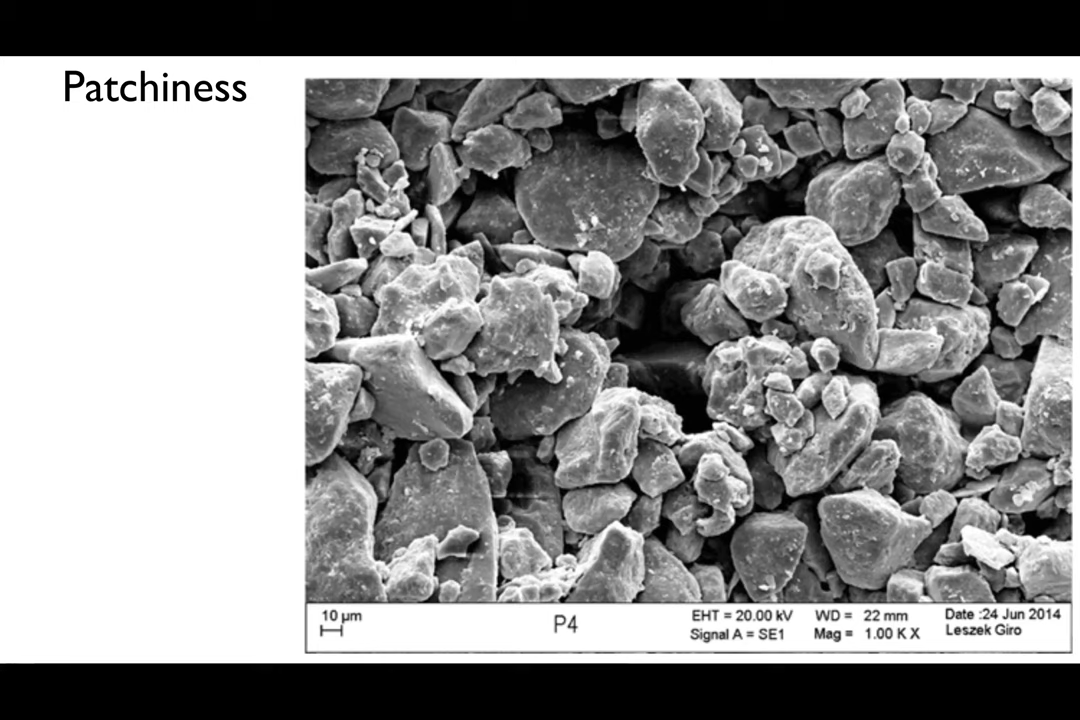 Patchiness
10 µm
P4
EHT = 20.00 kV WD = 22 mm Date :24 Jun 2014
Signal A = SE1 Mag = 1.00 K X Leszek Giro